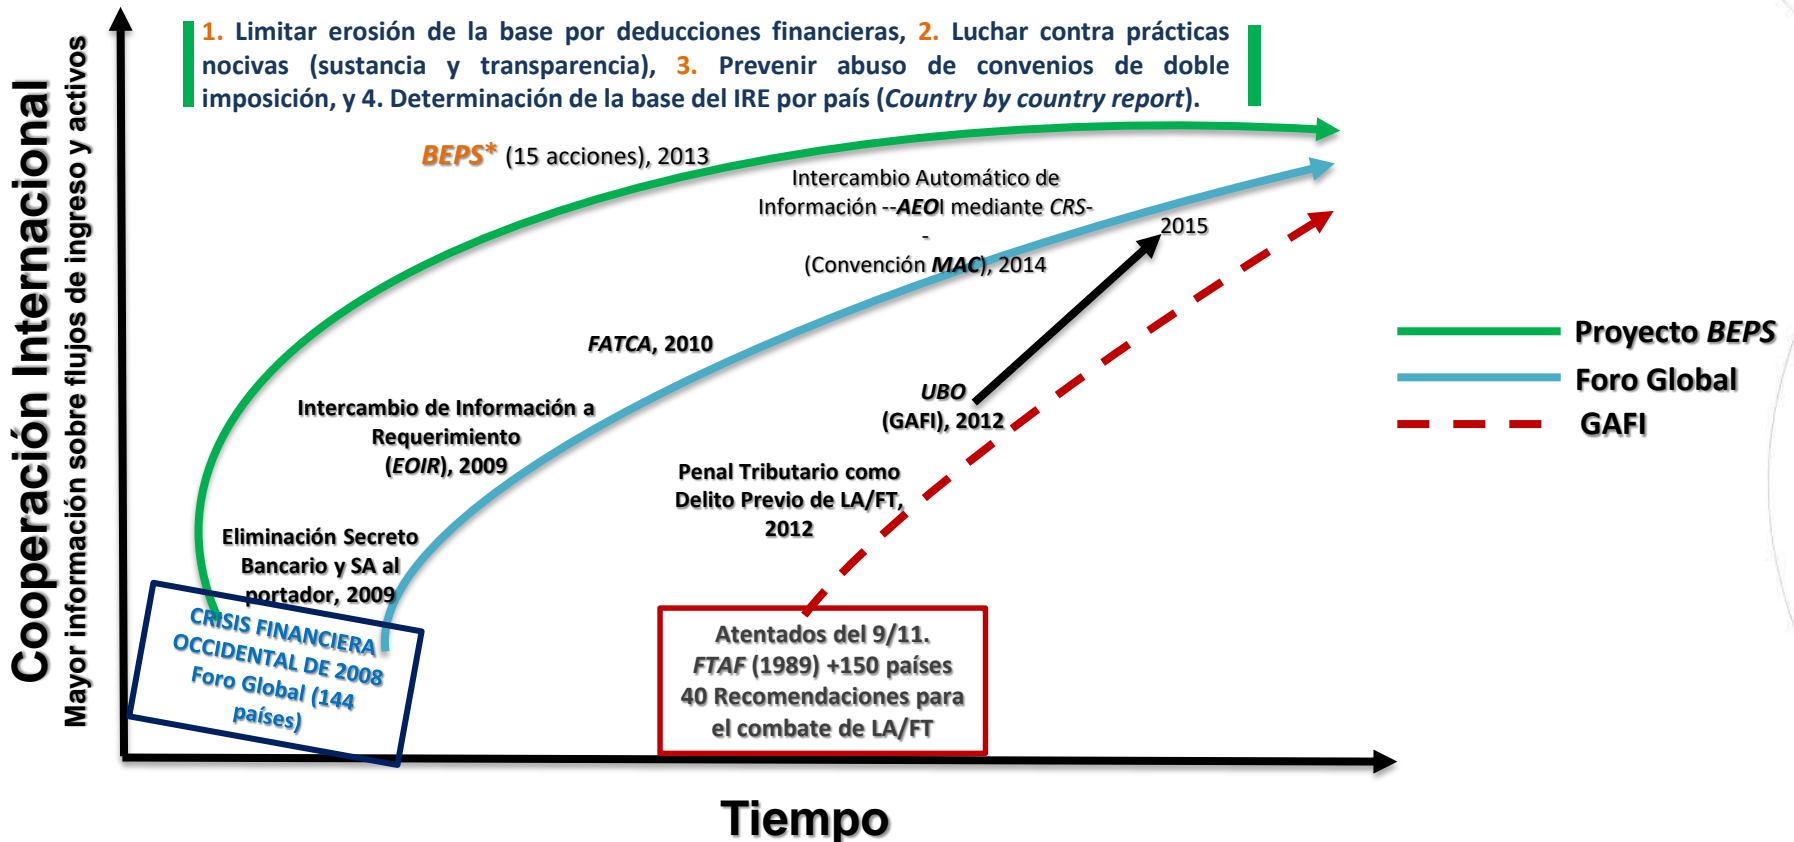 1. Limitar erosión de la base por deducciones financieras, 2. Luchar contra prácticas
nocivas (sustancia y transparencia), 3. Prevenir abuso de convenios de doble
imposición, y 4. Determinación de la base del IRE por país (Country by country report).
Cooperación Internacional
Mayor información sobre flujos de ingreso y activos
BEPS* (15 acciones), 2013
Intercambio Automático de
Información --AEOI mediante CRS-
-
(Convención MAC), 2014
2015
FATCA, 2010
UBO
(GAFI), 2012
Intercambio de Información a
Requerimiento
(EOIR), 2009
Penal Tributario como
Delito Previo de LA/FT,
2012
Eliminación Secreto
Bancario y SA al
portador, 2009
CRISIS FINANCIERA
OCCIDENTAL DE 2008
Foro Global (144
países)
Atentados del 9/11.
FTAF (1989) +150 países
40 Recomendaciones para
el combate de LA/FT
Proyecto BEPS
Foro Global
GAFI
Tiempo